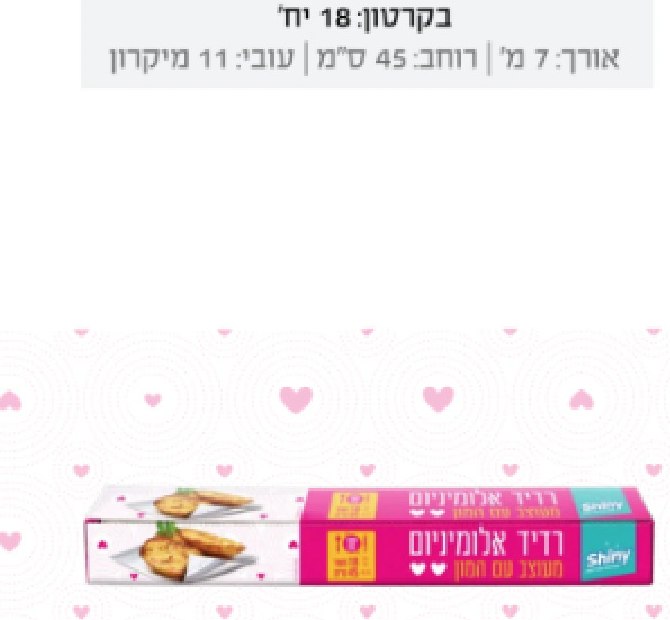 בקרטון: 18 יח'
אורך: 7 מ' | רוחב: 45 ס"מ | עובי: 11 מיקרון
רדיד אלומיניום
מעוצב עם המון
Shiny
רדיד אלומיניום
מעוצב עם המון
Shiny